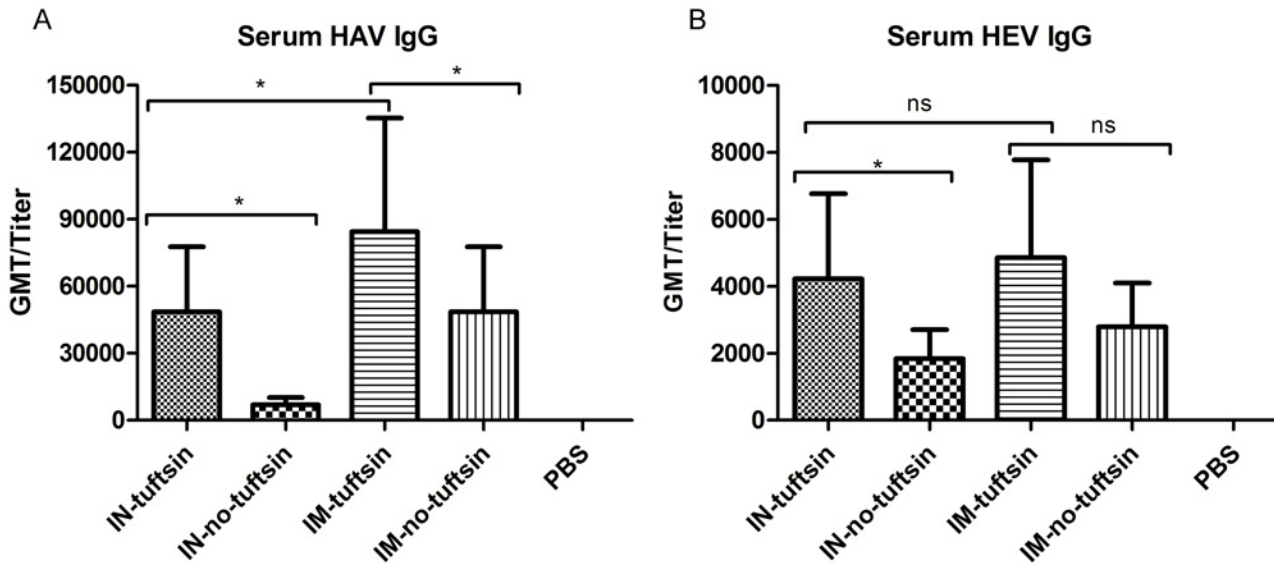 A
Serum HAV IgG
GMT/Titer
150000
120000
90000
60000
30000
0
*
*
*
IN-tuftsin
IN-no-tuftsin
IM-tuftsin
IM-no-tuftsin
PBS
B
Serum HEV IgG
GMT/Titer
10000
8000
6000
4000
2000
0
ns
ns
*
IN-tuftsin
IN-no-tuftsin
IM-tuftsin
IM-no-tuftsin
PBS